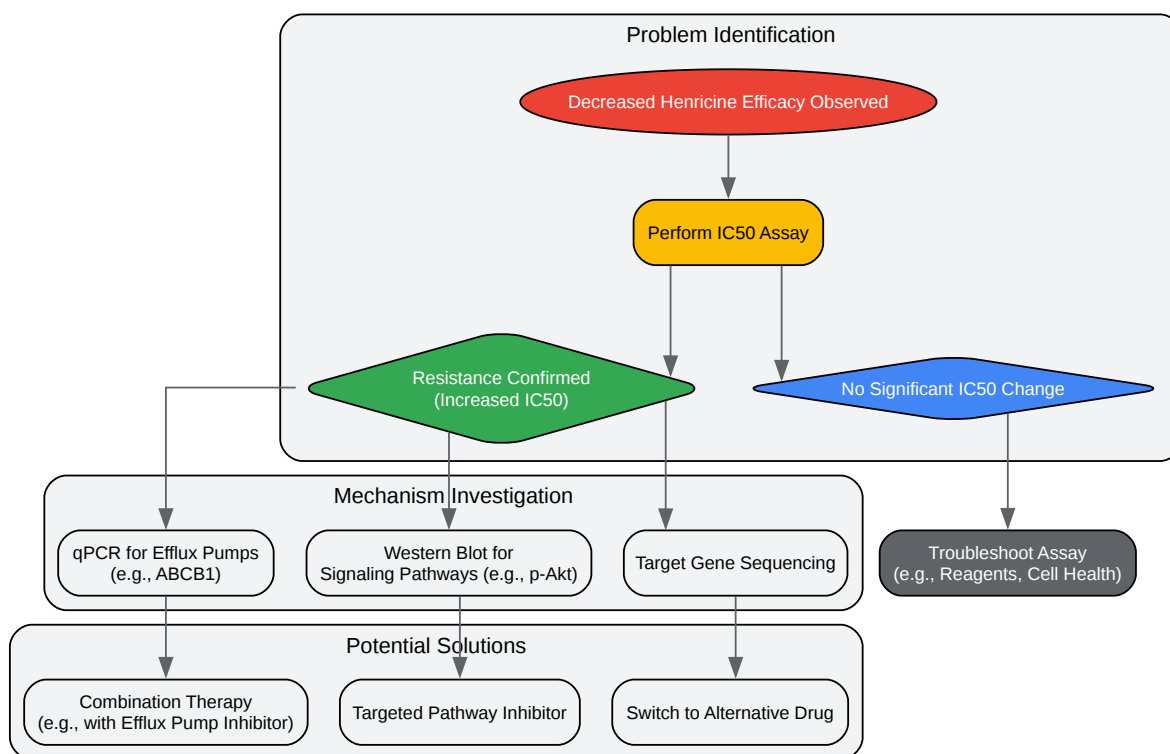 Problem Identification
Decreased Henricine Efficacy Observed
Perform IC50 Assay
Resistance Confirmed
(Increased IC50)
No Significant IC50 Change
Mechanism Investigation
qPCR for Efflux Pumps
(e.g., ABCB1)
Western Blot for
Signaling Pathways (e.g., p-Akt)
Target Gene Sequencing
Troubleshoot Assay
(e.g., Reagents, Cell Health)
Potential Solutions
Combination Therapy
(e.g., with Efflux Pump Inhibitor)
Targeted Pathway Inhibitor
Switch to Alternative Drug